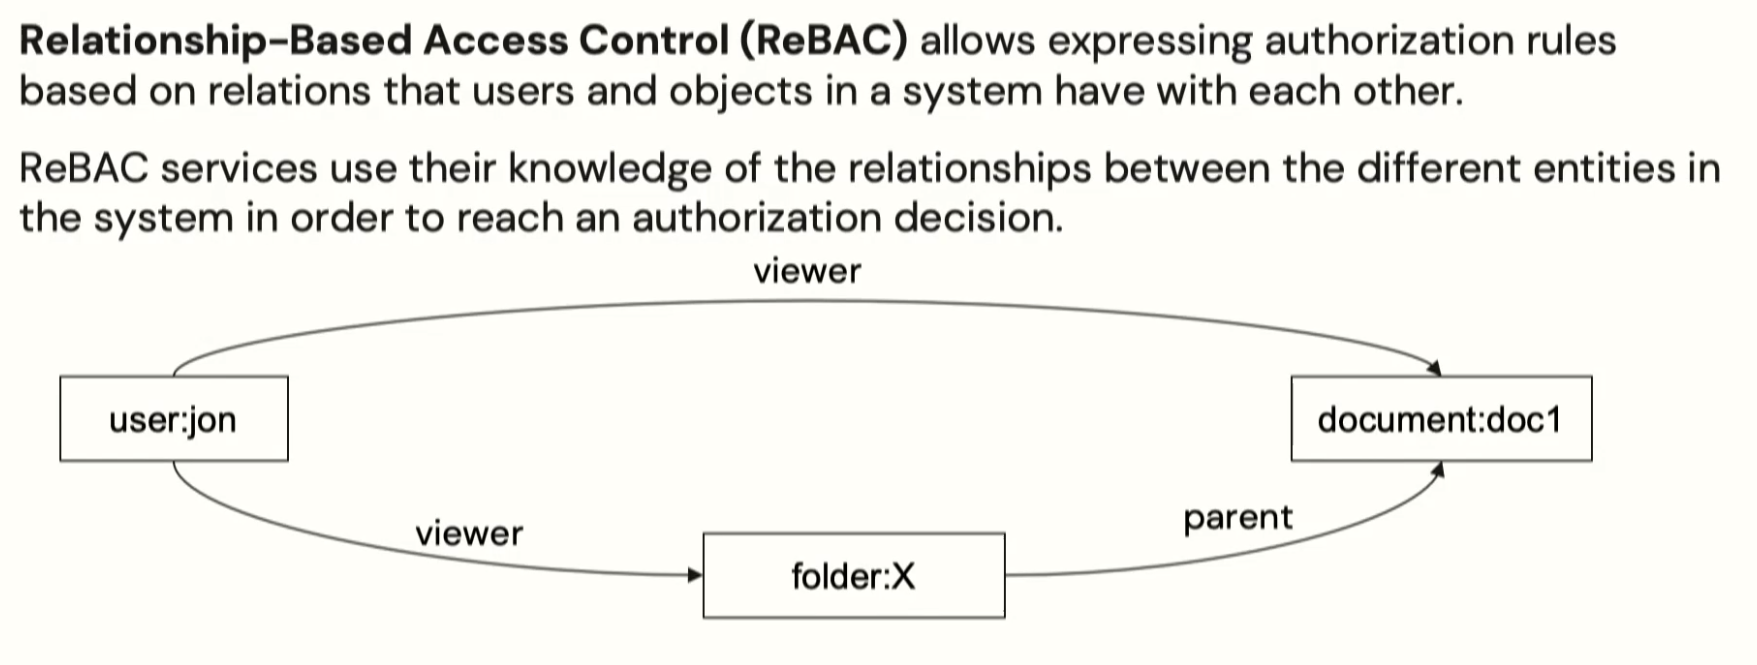 Relationship-Based Access Control (ReBAC) allows expressing authorization rules
based on relations that users and objects in a system have with each other.
ReBAC services use their knowledge of the relationships between the different entities in
the system in order to reach an authorization decision.
viewer
user:jon
document:doc1
viewer
parent
folder:X